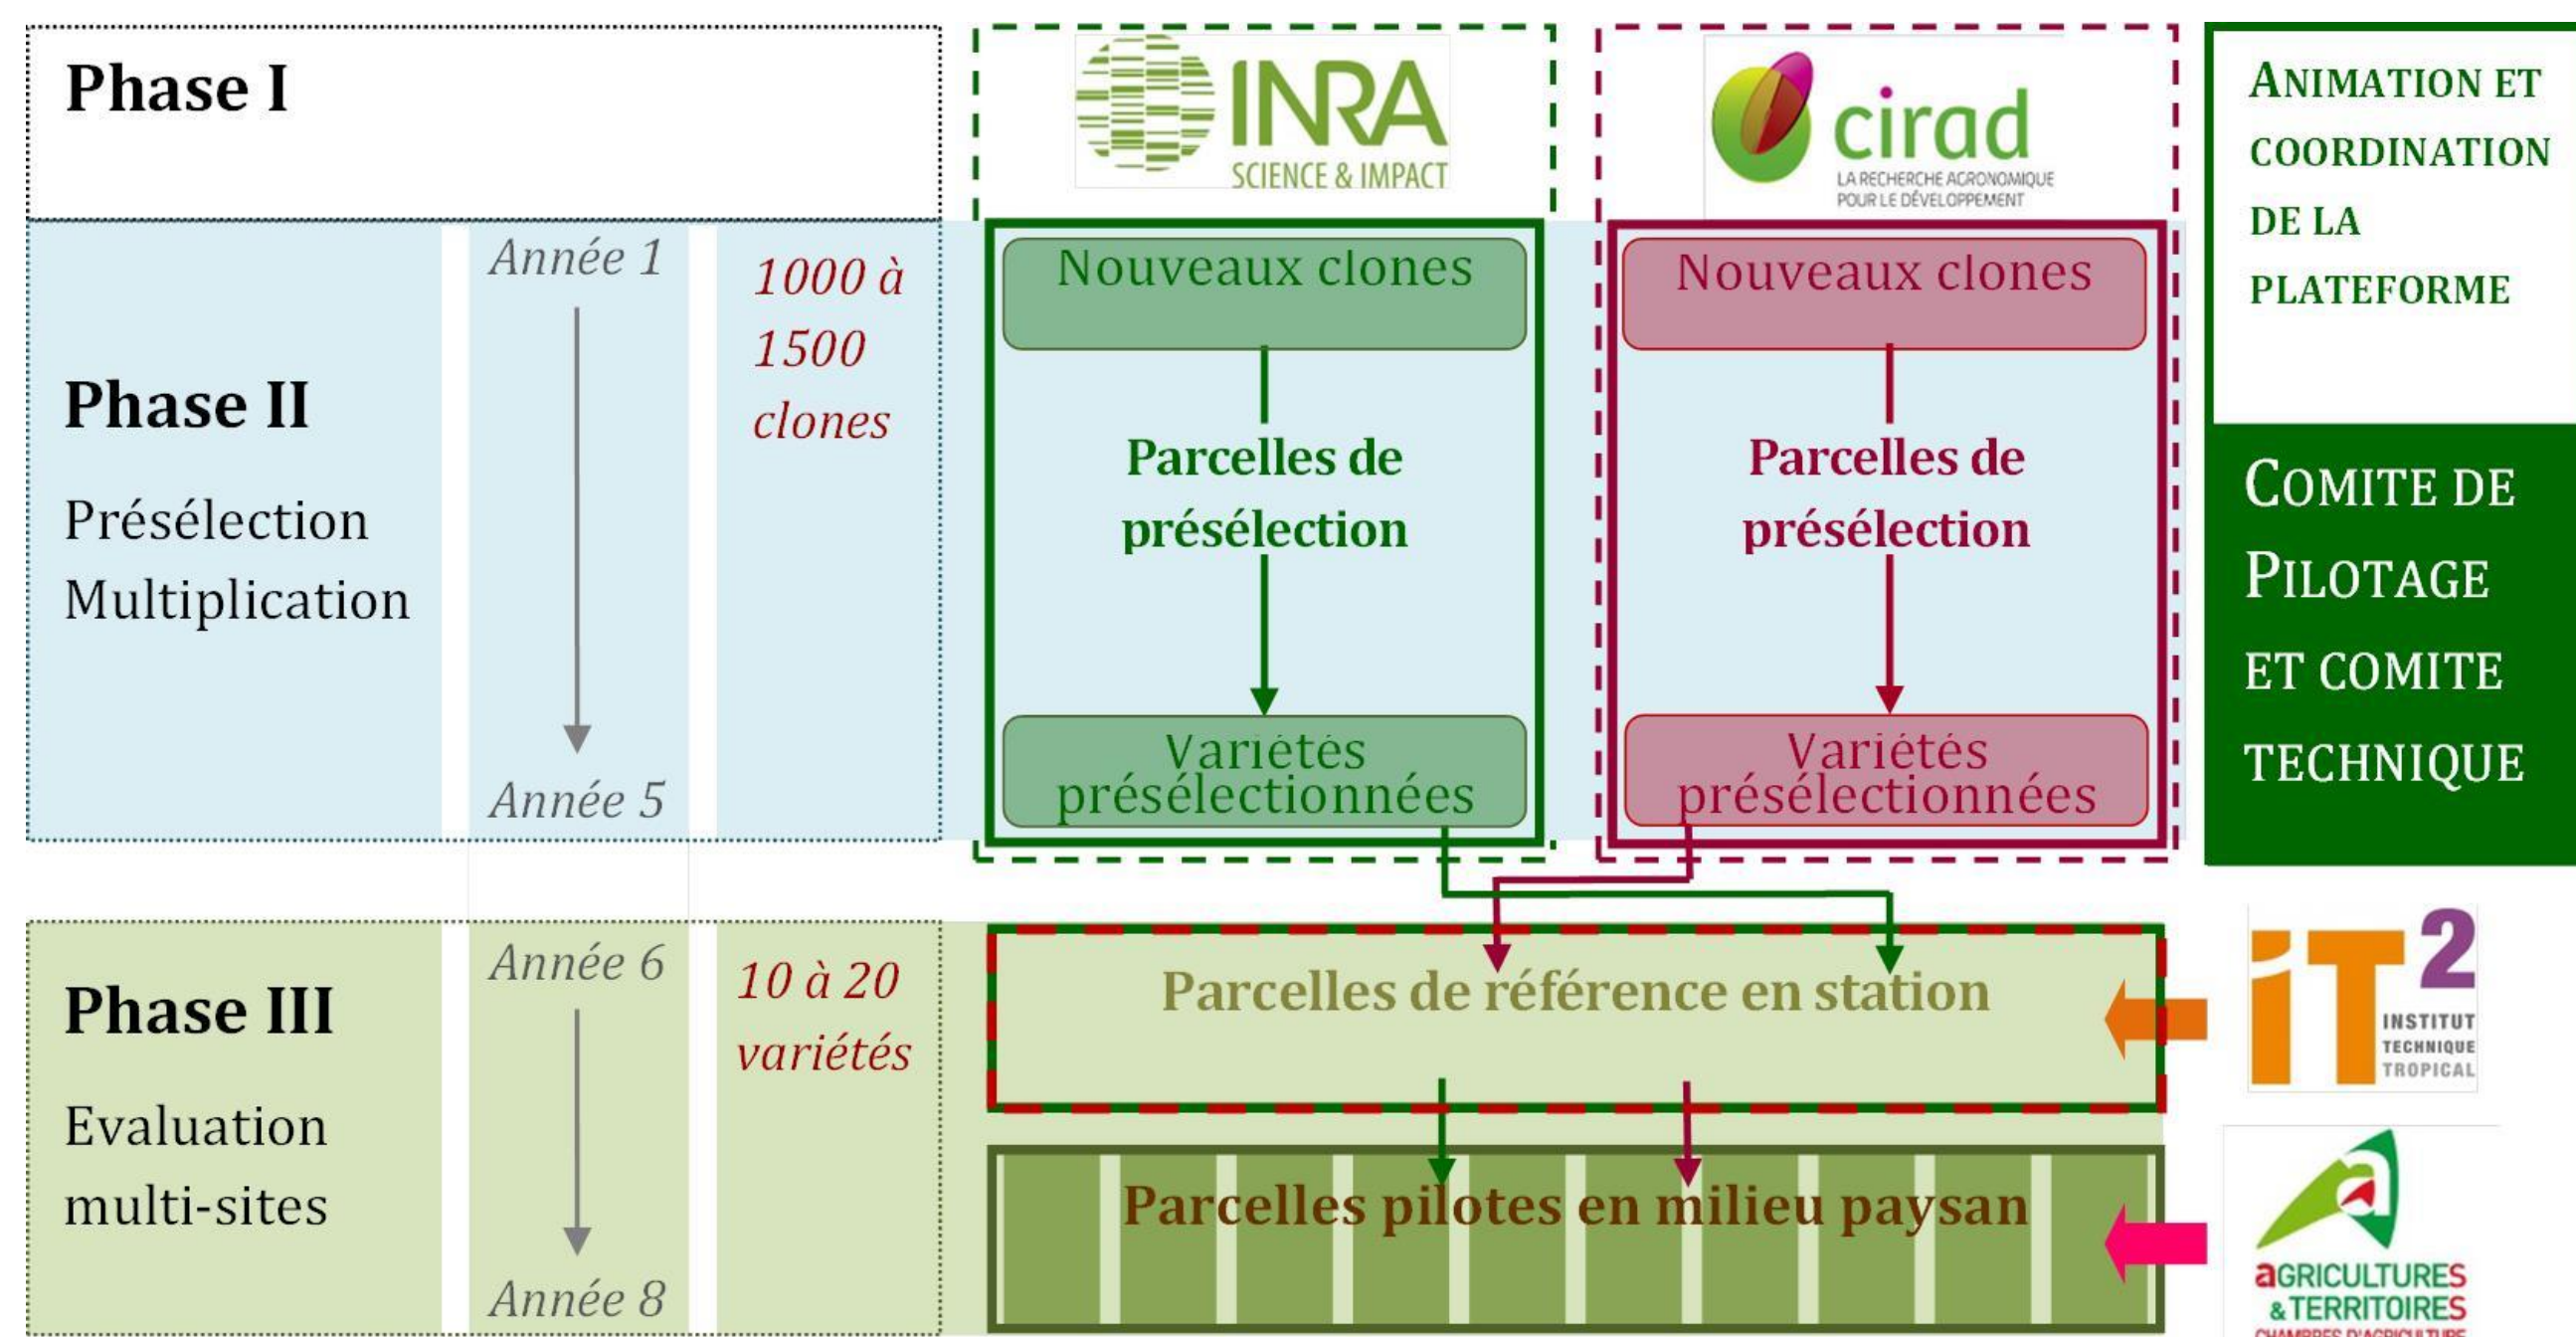 Phase I
INRA
SCIENCE & IMPACT
cirad
LA RECHERCHE AGRONOMIQUE
POUR LE DÉVELOPPEMENT
ANIMATION ET
COORDINATION
DE LA
PLATEFORME
Phase II
Présélection
Multiplication
Année 1
Année 5
1000 à
1500
clones
Nouveaux clones
Parcelles de
présélection
Variétés
présélectionnées
Nouveaux clones
Parcelles de
présélection
Variétés
présélectionnées
COMITE DE
PILOTAGE
ET COMITE
TECHNIQUE
Phase III
Evaluation
multi-sites
Année 6
Année 8
10 à 20
variétés
Parcelles de référence en station
Parcelles pilotes en milieu paysan
iT2
INSTITUT
TECHNIQUE
TROPICAL
aGRICULTURES
& TERRITOIRES
CHAMBRES D'AGRICULTURE